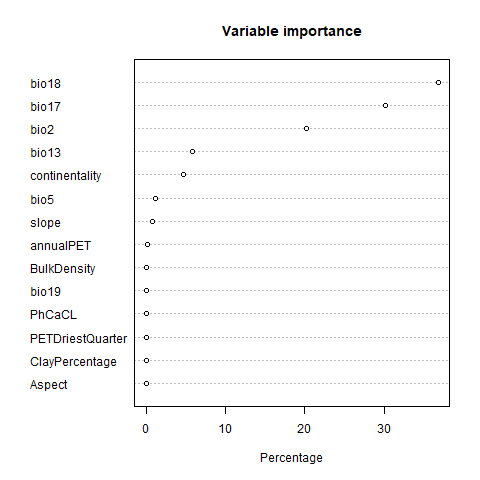 Variable importance
bio18
bio17
bio2
bio13
continentality
bio5
slope
annualPET
BulkDensity
bio19
PhCaCL
PETDriestQuarter
ClayPercentage
Aspect
0 10 20 30
Percentage